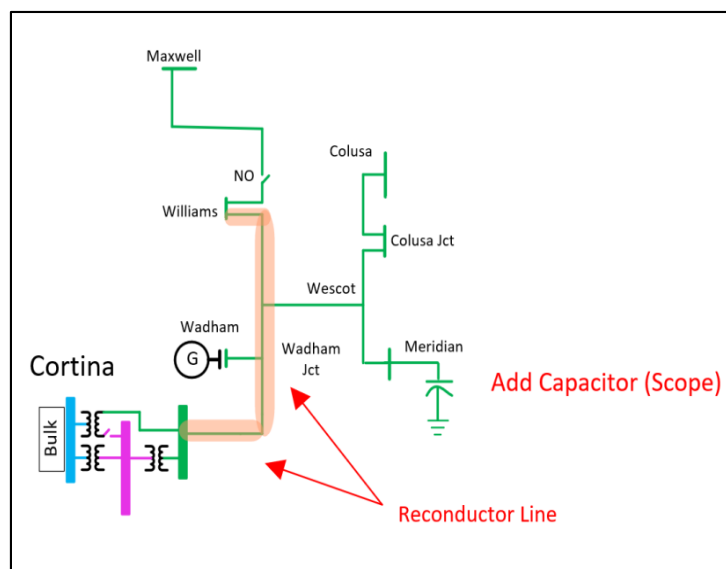 Maxwell
NO
Williams
Colusa
Colusa Jct
Wescot
Wadham
G
Wadham
Jct
Meridian
Cortina
Bulk
Add Capacitor (Scope)
Reconductor Line